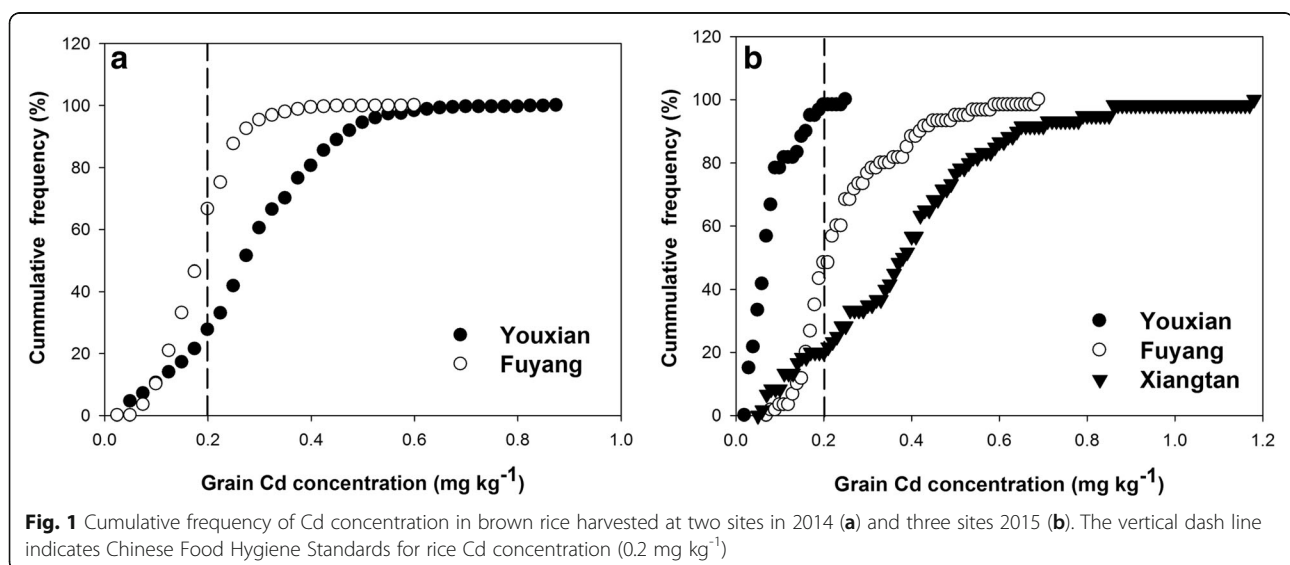 a
120
100
80
60
40
20
0
Cummulative frequency (%)
Youxian
Fuyang
0.0 0.2 0.4 0.6 0.8 1.0
Grain Cd concentration (mg kg-1)
b
120
100
80
60
40
20
0
Cummulative frequency (%)
Youxian
Fuyang
Xiangtan
0.0 0.2 0.4 0.6 0.8 1.0 1.2
Grain Cd concentration (mg kg-1)
Fig. 1 Cumulative frequency of Cd concentration in brown rice harvested at two sites in 2014 (a) and three sites 2015 (b). The vertical dash line
indicates Chinese Food Hygiene Standards for rice Cd concentration (0.2 mg kg-1)